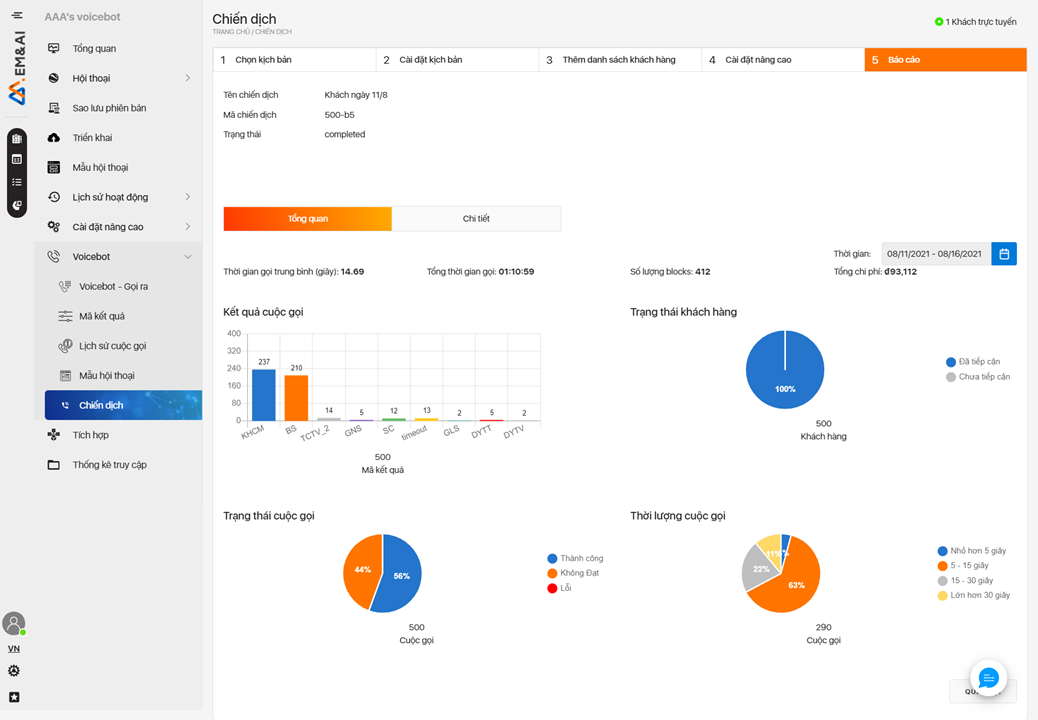 AAA's voicebot
EM&AI
Tổng quan
Hội thoại
Sao lưu phiên bản
Triển khai
Mẫu hội thoại
Lịch sử hoạt động
Cài đặt nâng cao
Voicebot
Voicebot - Gọi ra
Mã kết quả
Lịch sử cuộc gọi
Mẫu hội thoại
Chiến dịch
Tích hợp
Thống kê truy cập
VN
Chiến dịch
TRANG CHỦ / CHIẾN DỊCH
1 Khách trực tuyến
1 Chọn kịch bản
2 Cài đặt kịch bản
3 Thêm danh sách khách hàng
4 Cài đặt nâng cao
5 Báo cáo
Tên chiến dịch Khách ngày 11/8
Mã chiến dịch 500-b5
Trạng thái completed
Tổng quan
Chi tiết
Thời gian: 08/11/2021 - 08/16/2021
Thời gian gọi trung bình (giây): 14.69
Tổng thời gian gọi: 01:10:59
Số lượng blocks: 412
Tổng chi phí: đ93,112
Kết quả cuộc gọi
400
320
240
160
80
0
237
210
14
5
12
13
2
5
2
KHCM
BS
TCTV_2
GNS
SC
timeout
GLS
DYTT
DYTV
500
Mã kết quả
Trạng thái khách hàng
100%
Đã tiếp cận
Chưa tiếp cận
500
Khách hàng
Trạng thái cuộc gọi
44%
56%
Thành công
Không Đạt
Lỗi
500
Cuộc gọi
Thời lượng cuộc gọi
11%
22%
63%
Nhỏ hơn 5 giây
5 - 15 giây
15 - 30 giây
Lớn hơn 30 giây
290
Cuộc gọi